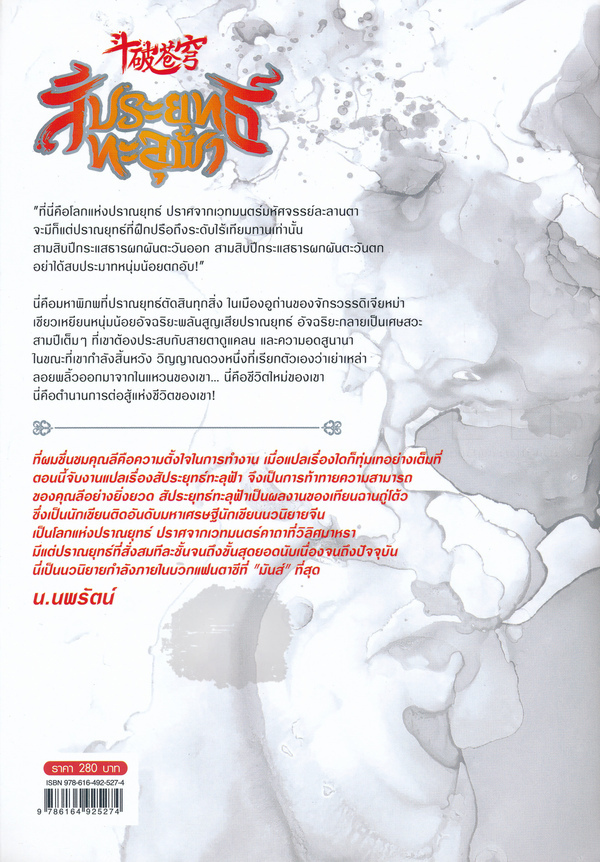 斗破苍穹
สัประยุทธ์
ทะลุฟ้า
"ที่นี่คือโลกแห่งปราณยุทธ์ ปราศจากเวทมนตร์มหัศจรรย์ละลานตา
จะมีก็แต่ปราณยุทธ์ที่ฝึกปรือถึงระดับไร้เทียมทานเท่านั้น
สามสิบปีกระแสธารผกผันตะวันออก สามสิบปีกระแสธารผกผันตะวันตก
อย่าได้สบประมาทหนุ่มน้อยตกอับ!"
นี่คือมหาพิภพที่ปราณยุทธ์ตัดสินทุกสิ่ง ในเมืองอูถ่านของจักรวรรดิเจียหม่า
เซียวเหยียนหนุ่มน้อยอัจฉริยะพลันสูญเสียปราณยุทธ์ อัจฉริยะกลายเป็นเศษสวะ
สามปีเต็มๆ ที่เขาต้องประสบกับสายตาดูแคลน และความอดสูนานา
ในขณะที่เขากำลังสิ้นหวัง วิญญาณดวงหนึ่งที่เรียกตัวเองว่าเย่าเหล่า
ลอยพลิ้วออกมาจากในแหวนของเขา... นี่คือชีวิตใหม่ของเขา
นี่คือตำนานการต่อสู้แห่งชีวิตของเขา!
ที่ผมชื่นชมคุณลีคือความตั้งใจในการทำงาน เมื่อแปลเรื่องใดก็ทุ่มเทอย่างเต็มที่
ตอนนี้จับงานแปลเรื่องสัประยุทธ์ทะลุฟ้า จึงเป็นการท้าทายความสามารถ
ของคุณลีอย่างยิ่งยวด สัประยุทธ์ทะลุฟ้าเป็นผลงานของเทียนฉานถู่โต้ว
ซึ่งเป็นนักเขียนติดอันดับมหาเศรษฐีนักเขียนนวนิยายจีน
เป็นโลกแห่งปราณยุทธ์ ปราศจากเวทมนตร์คาถาที่วิลิศมาหรา
มีแต่ปราณยุทธ์ที่สั่งสมทีละขั้นจนถึงขั้นสุดยอดนับเนื่องจนถึงปัจจุบัน
นี่เป็นนวนิยายกำลังภายในบวกแฟนตาซีที่ "มันส์" ที่สุด
น.นพรัตน์
ราคา 280 บาท
ISBN 978-616-492-527-4
9 786164 925274